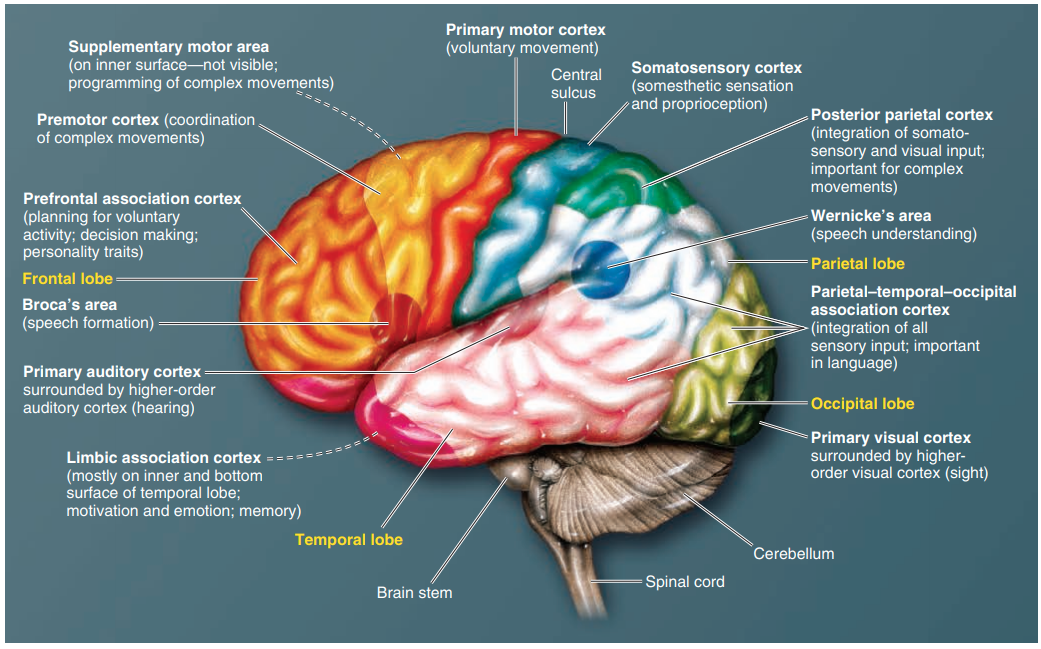 Supplementary motor area
(on inner surface—not visible;
programming of complex movements)
Premotor cortex (coordination
of complex movements)
Prefrontal association cortex
(planning for voluntary
activity; decision making;
personality traits)
Frontal lobe
Broca's area
(speech formation)
Primary auditory cortex
surrounded by higher-order
auditory cortex (hearing)
Limbic association cortex
(mostly on inner and bottom
surface of temporal lobe;
motivation and emotion; memory)
Temporal lobe
Brain stem
Primary motor cortex
(voluntary movement)
Central
sulcus
Somatosensory cortex
(somesthetic sensation
and proprioception)
Posterior parietal cortex
(integration of somato-
sensory and visual input;
important for complex
movements)
Wernicke's area
(speech understanding)
Parietal lobe
Parietal–temporal–occipital
association cortex
(integration of all
sensory input; important
in language)
Occipital lobe
Primary visual cortex
surrounded by higher-
order visual cortex (sight)
Cerebellum
Spinal cord